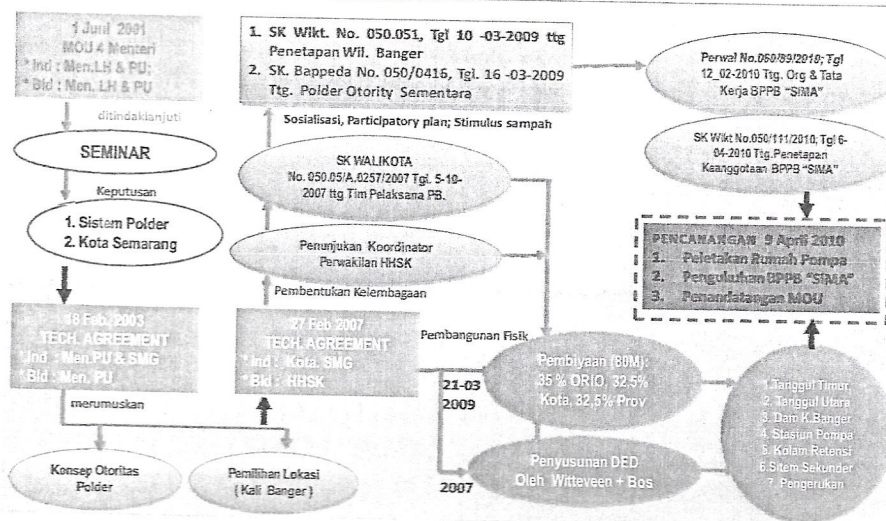 1 Juni 2001
MOU 4 Menteri
* Ind : Men.LH & PU;
* Bld : Men. LH & PU
ditindaklanjuti
SEMINAR
Keputusan
1. Sistem Polder
2. Kota Semarang
18 Feb. 2003
TECH. AGREEMENT
*Ind : Men.PU & SMG
*Bld : Men. PU
merumuskan
Konsep Otoritas
Polder
Pemilihan Lokasi
(Kali Banger)
1. SK Wlkt. No. 050.051, Tgl 10 -03-2009 ttg
Penetapan Wil. Banger
2. SK. Bappeda No. 050/0416, Tgl. 16 -03-2009
Ttg. Polder Otority Sementara
Sosialisasi, Participatory plan; Stimulus sampah
SK WALIKOTA
No. 050.05/A.0257/2007 Tgl. 5-10-
2007 ttg Tim Pelaksana PB.
Penunjukan Koordinator
Perwakilan HHSK
Pembentukan Kelembagaan
27 Feb 2007
TECH. AGREEMENT
* Ind : Kota. SMG
* Bld : HHSK
Pembangunan Fisik
21-03
2009
2007
Pembiyaan (80M):
35 % ORIO, 32,5%
Kota, 32,5% Prov
Penyusunan DED
Oleh Witteveen + Bos
Perwal No.060/89/2010; Tgl
12_02-2010 Ttg. Org & Tata
Kerja BPPB "SIMA"
SK Wlkt No.050/111/2010; Tgl 6-
04-2010 Ttg.Penetapan
Keanggotaan BPPB "SIMA"
PENCANANGAN 9 April 2010
1. Peletakan Rumah Pompa
2. Pengukuhan BPPB "SIMA"
3. Penandatangan MOU
1.Tanggul Timur,
2. Tanggul Utara
3. Dam K.Banger
4. Stasiun Pompa
5. Kolam Retensi
6.Sitem Sekunder
7. Pengerukan